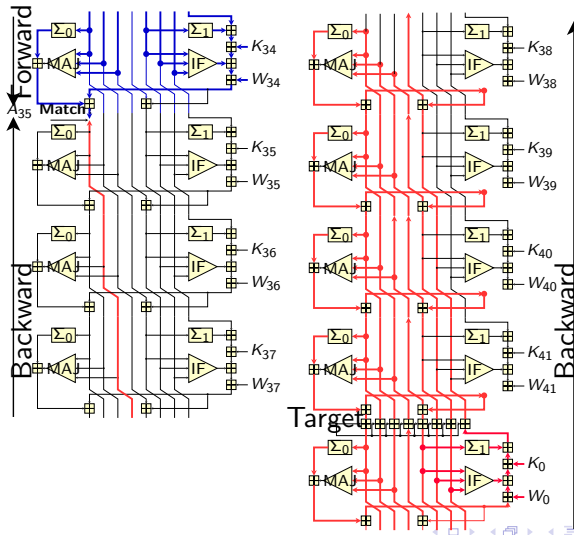 Forward
Σ0
Σ1
K34
MAJ
IF
W34
A35 Match
Σ0
Σ1
K35
MAJ
IF
W35
Σ0
Σ1
K36
MAJ
IF
W36
Backward
Σ0
Σ1
K37
MAJ
IF
W37
Σ0
Σ1
K38
MAJ
IF
W38
Σ0
Σ1
K39
MAJ
IF
W39
Σ0
Σ1
K40
MAJ
IF
W40
Σ0
Σ1
K41
MAJ
IF
W41
Backward
Target
Σ0
Σ1
K0
MAJ
IF
W0